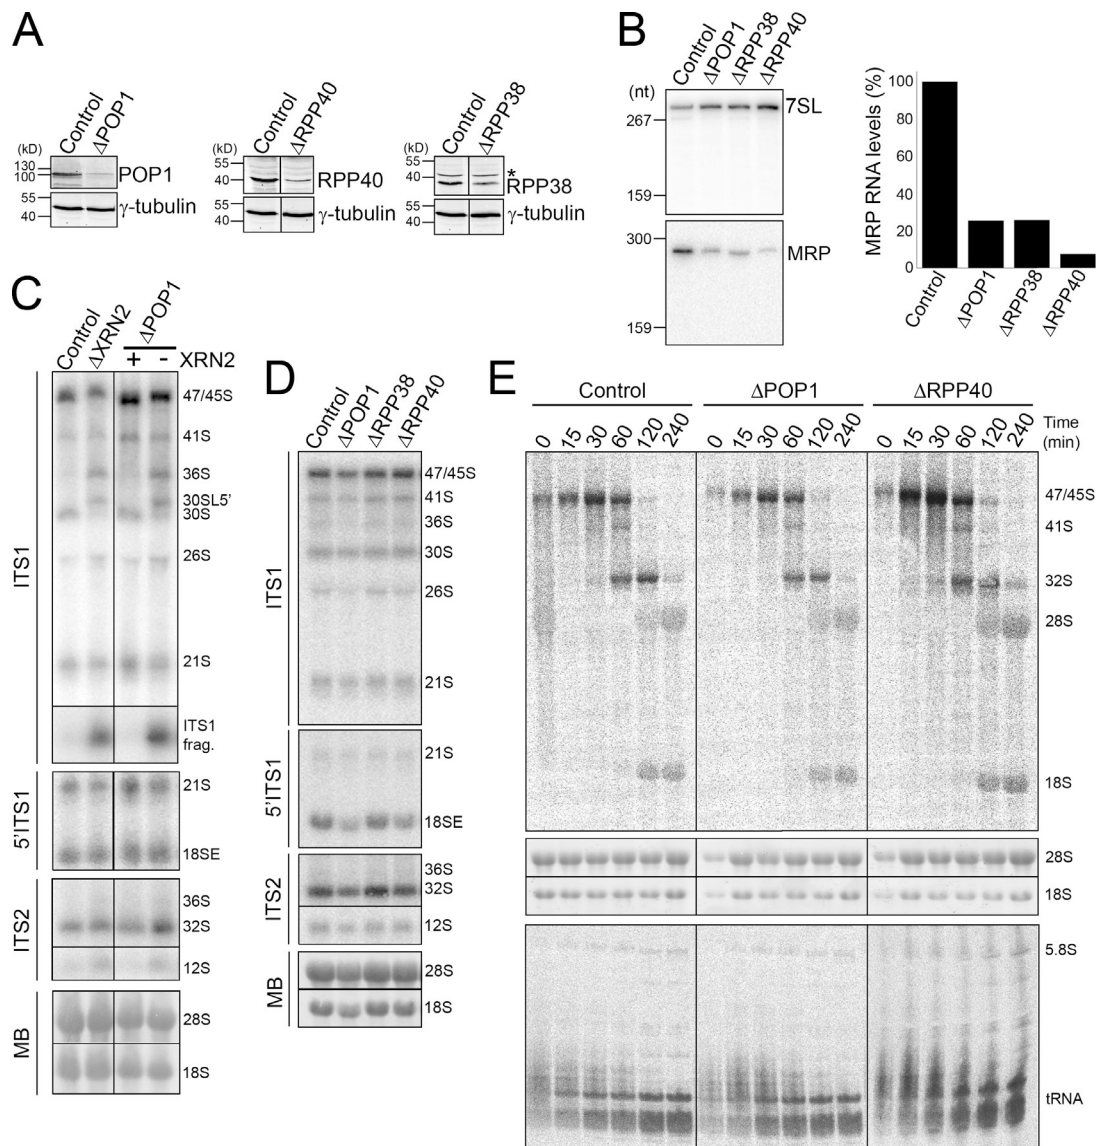 A
Control
ΔPOP1
(kD)
130
100
POP1
55
40
γ-tubulin
Control
ΔRPP40
(kD)
55
40
RPP40
55
40
γ-tubulin
Control
ΔRPP38
(kD)
55
40
*
RPP38
55
40
γ-tubulin
B
Control
ΔPOP1
ΔRPP38
ΔRPP40
(nt)
267
7SL
159
300
MRP
159
MRP RNA levels (%)
100
80
60
40
20
0
Control
ΔPOP1
ΔRPP38
ΔRPP40
C
Control
ΔXRN2
ΔPOP1
+ - XRN2
ITS1
47/45S
41S
36S
30SL5'
30S
26S
21S
ITS1
frag.
5'ITS1
21S
18SE
ITS2
36S
32S
12S
MB
28S
18S
D
Control
ΔPOP1
ΔRPP38
ΔRPP40
ITS1
47/45S
41S
36S
30S
26S
21S
5'ITS1
21S
18SE
ITS2
36S
32S
12S
MB
28S
18S
E
Control ΔPOP1 ΔRPP40
0 15 30 60 120 240 0 15 30 60 120 240 0 15 30 60 120 240 Time
(min)
47/45S
41S
32S
28S
18S
28S
18S
5.8S
tRNA